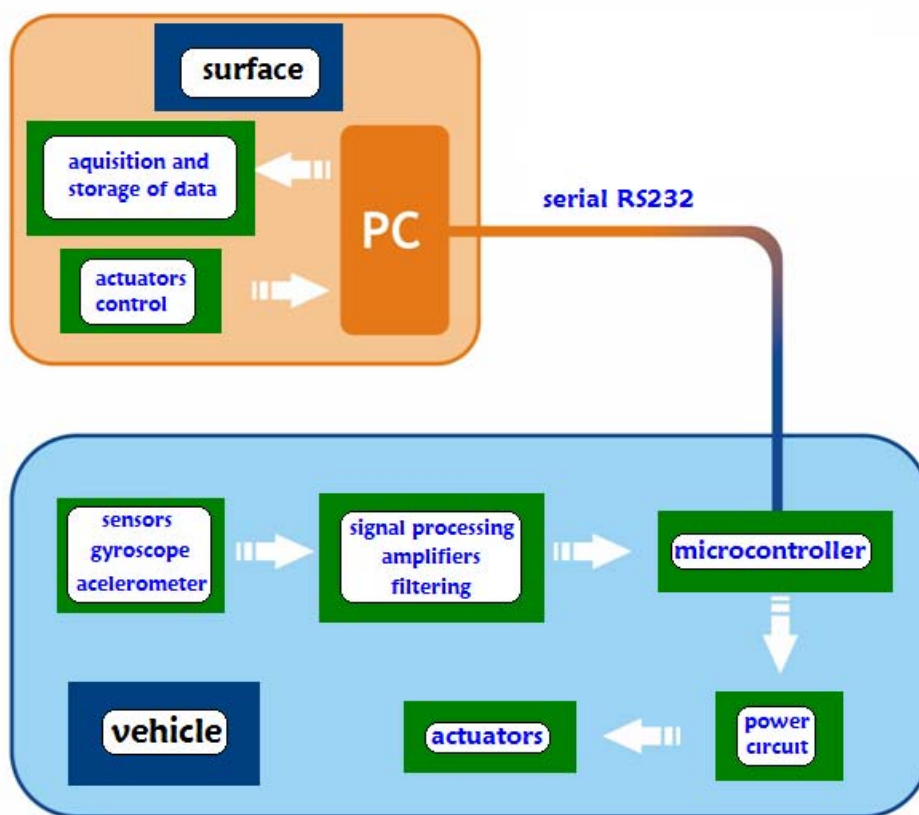 surface
aquisition and
storage of data
PC
actuators
control
serial RS232
sensors
gyroscope
acelerometer
signal processing
amplifiers
filtering
microcontroller
vehicle
actuators
power
circuit